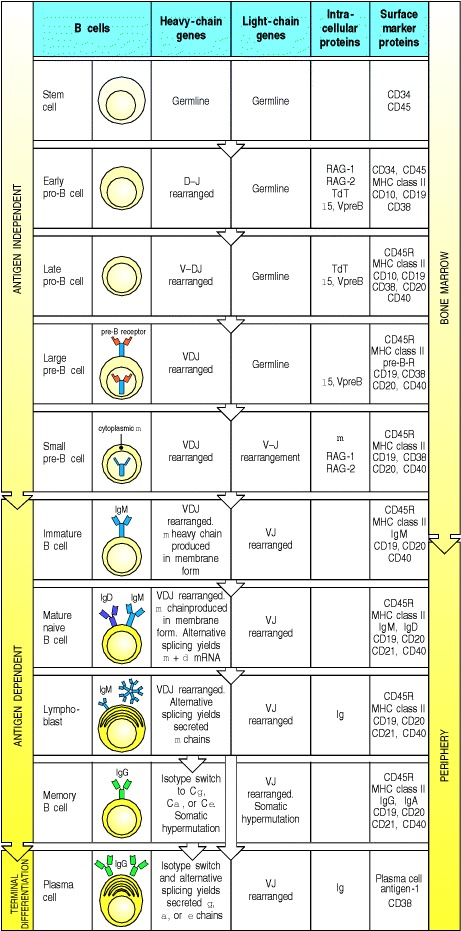 B cells
Heavy-chain
genes
Light-chain
genes
Intra-
cellular
proteins
Surface
marker
proteins
ANTIGEN INDEPENDENT
ANTIGEN DEPENDENT
TERMINAL
DIFFERENTIATION
BONE MARROW
PERIPHERY
Stem
cell
Germline
Germline
CD34
CD45
Early
pro-B cell
D–J
rearranged
Germline
RAG-1
RAG-2
TdT
l5, VpreB
CD34, CD45
MHC class II
CD10, CD19
CD38
Late
pro-B cell
V–DJ
rearranged
Germline
TdT
l5, VpreB
CD45R
MHC class II
CD10, CD19
CD38, CD20
CD40
Large
pre-B cell
pre-B receptor
VDJ
rearranged
Germline
l5, VpreB
CD45R
MHC class II
pre-B-R
CD19, CD38
CD20, CD40
Small
pre-B cell
cytoplasmic m
VDJ
rearranged
V–J
rearrangement
m
RAG-1
RAG-2
CD45R
MHC class II
CD19, CD38
CD20, CD40
Immature
B cell
IgM
VDJ
rearranged.
m heavy chain
produced
in membrane
form
VJ
rearranged
CD45R
MHC class II
IgM
CD19, CD20
CD40
Mature
naive
B cell
IgD IgM
VDJ rearranged.
m chainproduced
in membrane
form. Alternative
splicing yields
m + d mRNA
VJ
rearranged
CD45R
MHC class II
IgM, IgD
CD19, CD20
CD21, CD40
Lympho-
blast
IgM
VDJ rearranged.
Alternative
splicing yields
secreted
m chains
VJ
rearranged
Ig
CD45R
MHC class II
CD19, CD20
CD21, CD40
Memory
B cell
IgG
Isotype switch
to Cg,
Ca, or Ce.
Somatic
hypermutation
VJ
rearranged.
Somatic
hypermutation
CD45R
MHC class II
IgG, IgA
CD19, CD20
CD21, CD40
Plasma
cell
IgG
Isotype switch
and alternative
splicing yields
secreted g,
a, or e chains
VJ
rearranged
Ig
Plasma cell
antigen-1
CD38